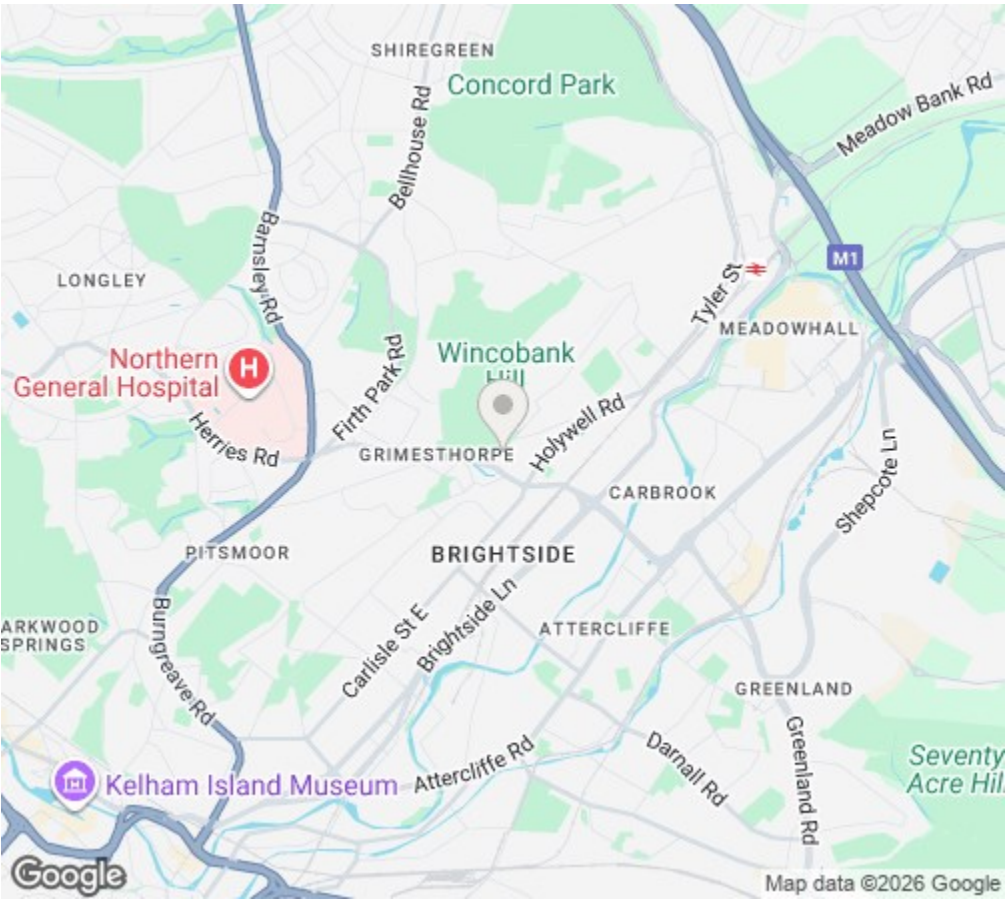 SHIREGREEN
Concord Park
Meadow Bank Rd
Bellhouse Rd
Barnsley Rd
M1
LONGLEY
Tyler St
MEADOWHALL
Northern
General Hospital
H
Wincobank
Hill
Firth Park Rd
Holywell Rd
Herries Rd
GRIMESTHORPE
Shepcote Ln
CARBROOK
PITSMOOR
BRIGHTSIDE
ARKWOOD
SPRINGS
Burngreave Rd
Carlisle St E
Brightside Ln
ATTERCLIFFE
GREENLAND
Greenland Rd
Darnall Rd
Attercliffe Rd
Seventy
Acre Hil
Kelham Island Museum
Google
Map data ©2026 Google